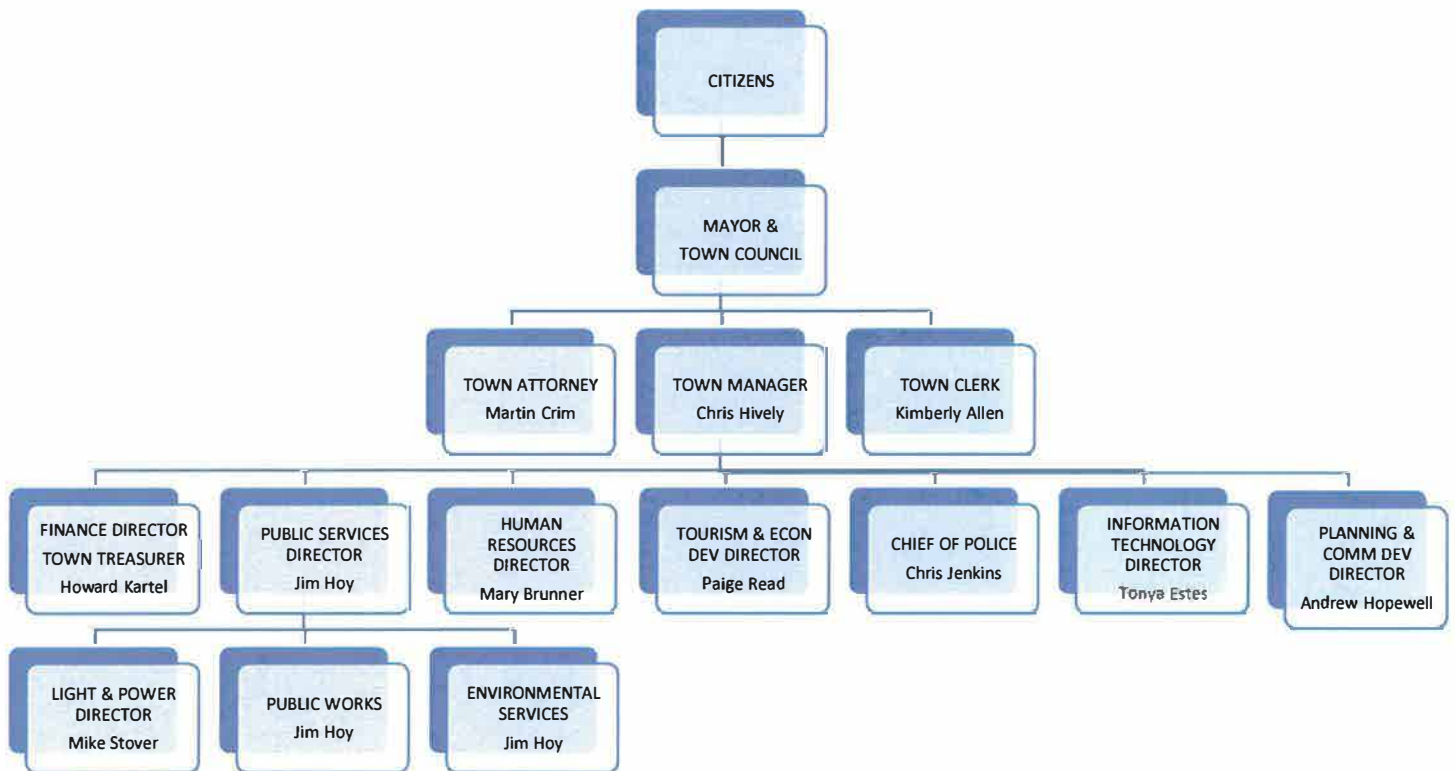 CITIZENS
MAYOR &
TOWN COUNCIL
TOWN ATTORNEY
Martin Crim
TOWN MANAGER
Chris Hively
TOWN CLERK
Kimberly Allen
FINANCE DIRECTOR
TOWN TREASURER
Howard Kartel
PUBLIC SERVICES
DIRECTOR
Jim Hoy
HUMAN
RESOURCES
DIRECTOR
Mary Brunner
TOURISM & ECON
DEV DIRECTOR
Paige Read
CHIEF OF POLICE
Chris Jenkins
INFORMATION
TECHNOLOGY
DIRECTOR
Tonya Estes
PLANNING &
COMM DEV
DIRECTOR
Andrew Hopewell
LIGHT & POWER
DIRECTOR
Mike Stover
PUBLIC WORKS
Jim Hoy
ENVIRONMENTAL
SERVICES
Jim Hoy